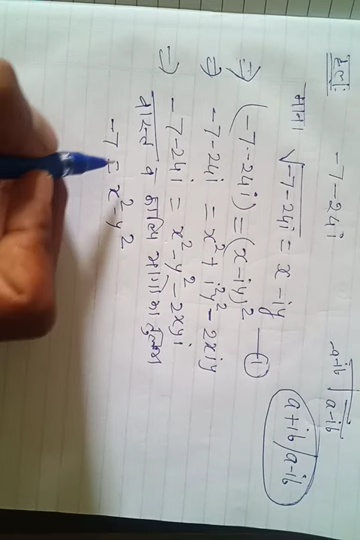 हल:
-7-24i
माना √-7-24i = x-iy
⇒ (-7-24i) = (x-iy)² — ①
⇒ -7-24i = x²+i²y²-2xiy
⇒ -7-24i = x²-y²-2xyi
वास्तविक व काल्पनिक भागों की तुलना
-7 = x²-y²
a+ib | a-ib
a+ib | a-ib